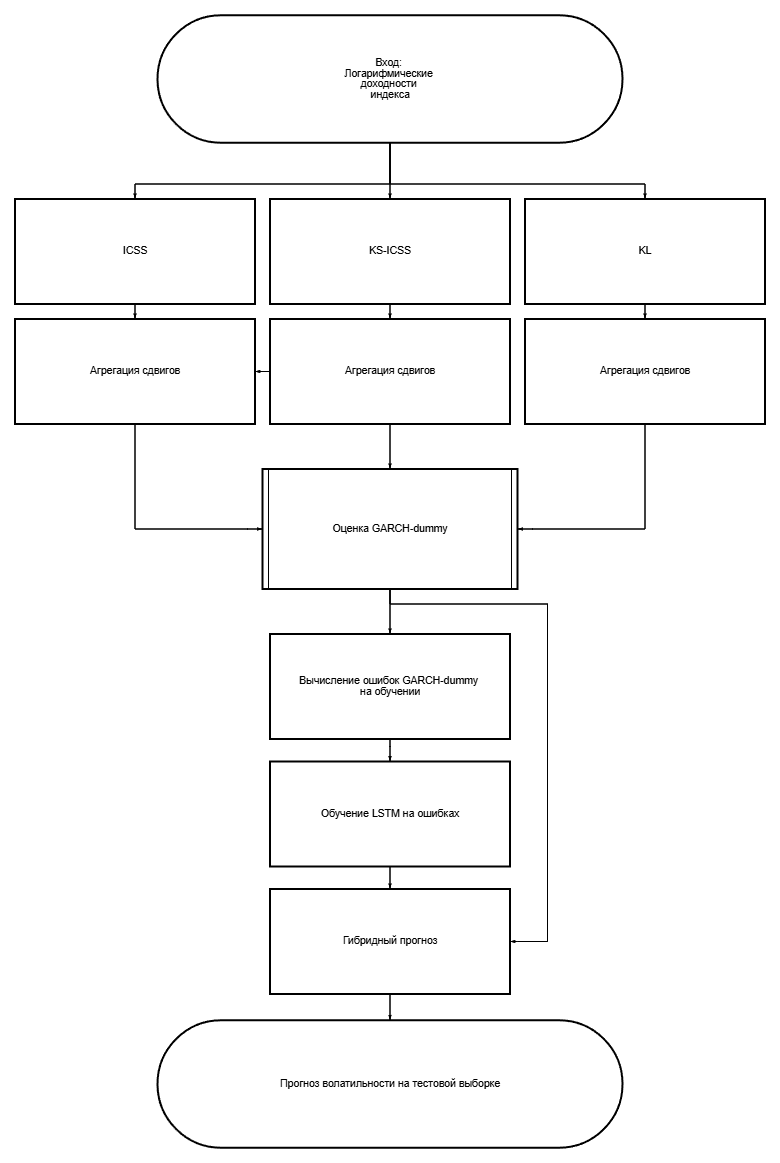 Вход:
Логарифмические
доходности
индекса
ICSS
KS-ICSS
KL
Агрегация сдвигов
Агрегация сдвигов
Агрегация сдвигов
Оценка GARCH-dummy
Вычисление ошибок GARCH-dummy
на обучении
Обучение LSTM на ошибках
Гибридный прогноз
Прогноз волатильности на тестовой выборке